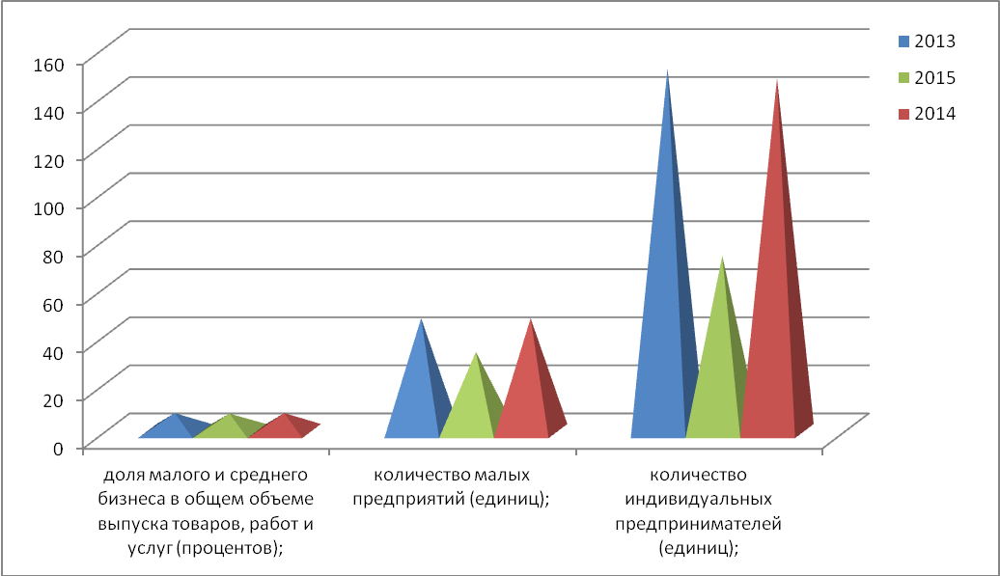 160
140
120
100
80
60
40
20
0
2013
2015
2014
доля малого и среднего
бизнеса в общем объеме
выпуска товаров, работ и
услуг (процентов);
количество малых
предприятий (единиц);
количество
индивидуальных
предпринимателей
(единиц);